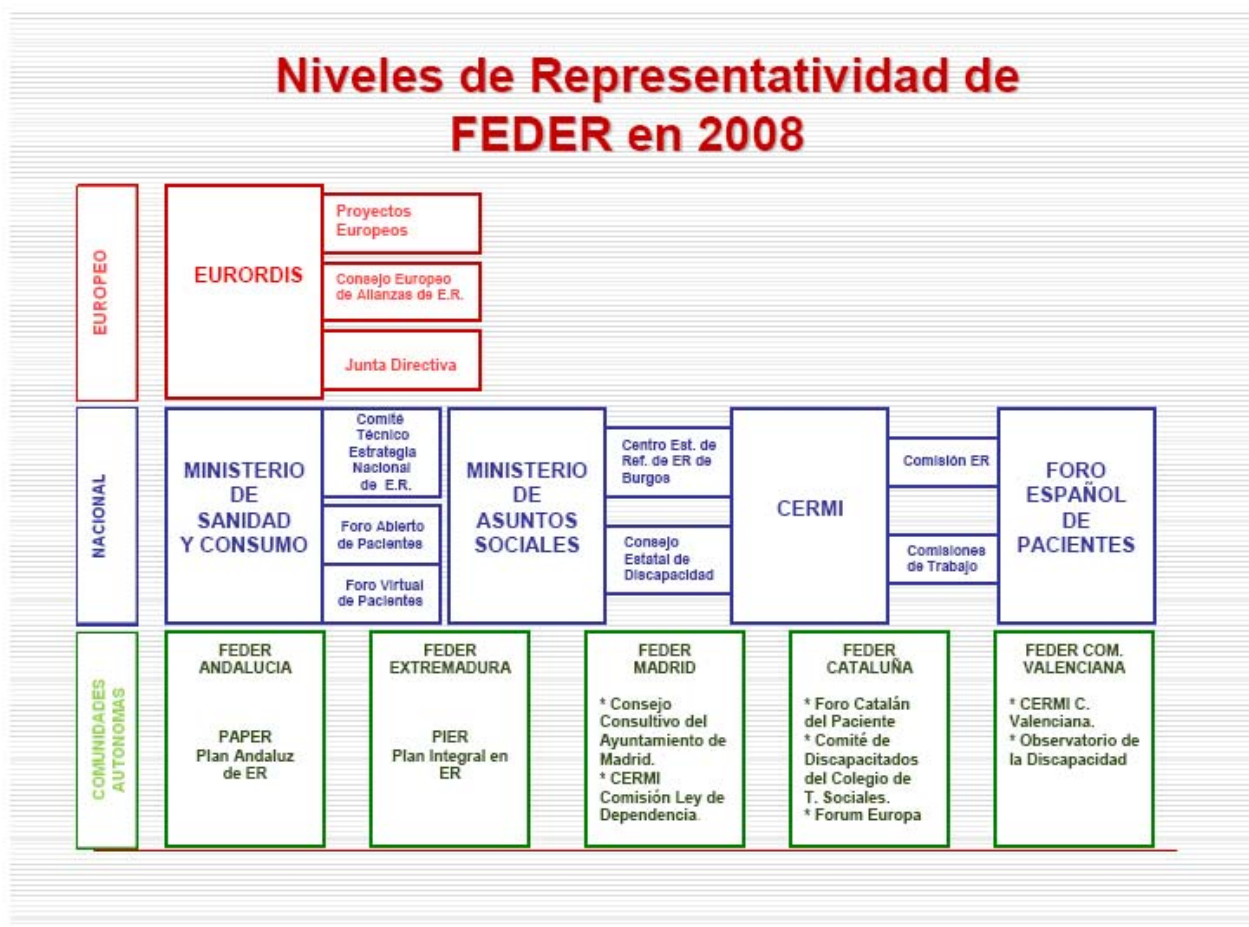 Niveles de Representatividad de
FEDER en 2008
EUROPEO
EURORDIS
Proyectos
Europeos
Consejo Europeo
de Alianzas de E.R.
Junta Directiva
NACIONAL
MINISTERIO
DE
SANIDAD
Y CONSUMO
Comité
Técnico
Estrategia
Nacional
de E.R.
Foro Abierto
de Pacientes
Foro Virtual
de Pacientes
MINISTERIO
DE
ASUNTOS
SOCIALES
Centro Est. de
Ref. de ER de
Burgos
Consejo
Estatal de
Discapacidad
CERMI
Comisión ER
Comisiones
de Trabajo
FORO
ESPAÑOL
DE
PACIENTES
COMUNIDADES
AUTONOMAS
FEDER
ANDALUCIA
PAPER
Plan Andaluz
de ER
FEDER
EXTREMADURA
PIER
Plan Integral en
ER
FEDER
MADRID
* Consejo
Consultivo del
Ayuntamiento de
Madrid.
* CERMI
Comisión Ley de
Dependencia.
FEDER
CATALUÑA
* Foro Catalán
del Paciente
* Comité de
Discapacitados
del Colegio de
T. Sociales.
* Forum Europa
FEDER COM.
VALENCIANA
* CERMI C.
Valenciana.
* Observatorio de
la Discapacidad